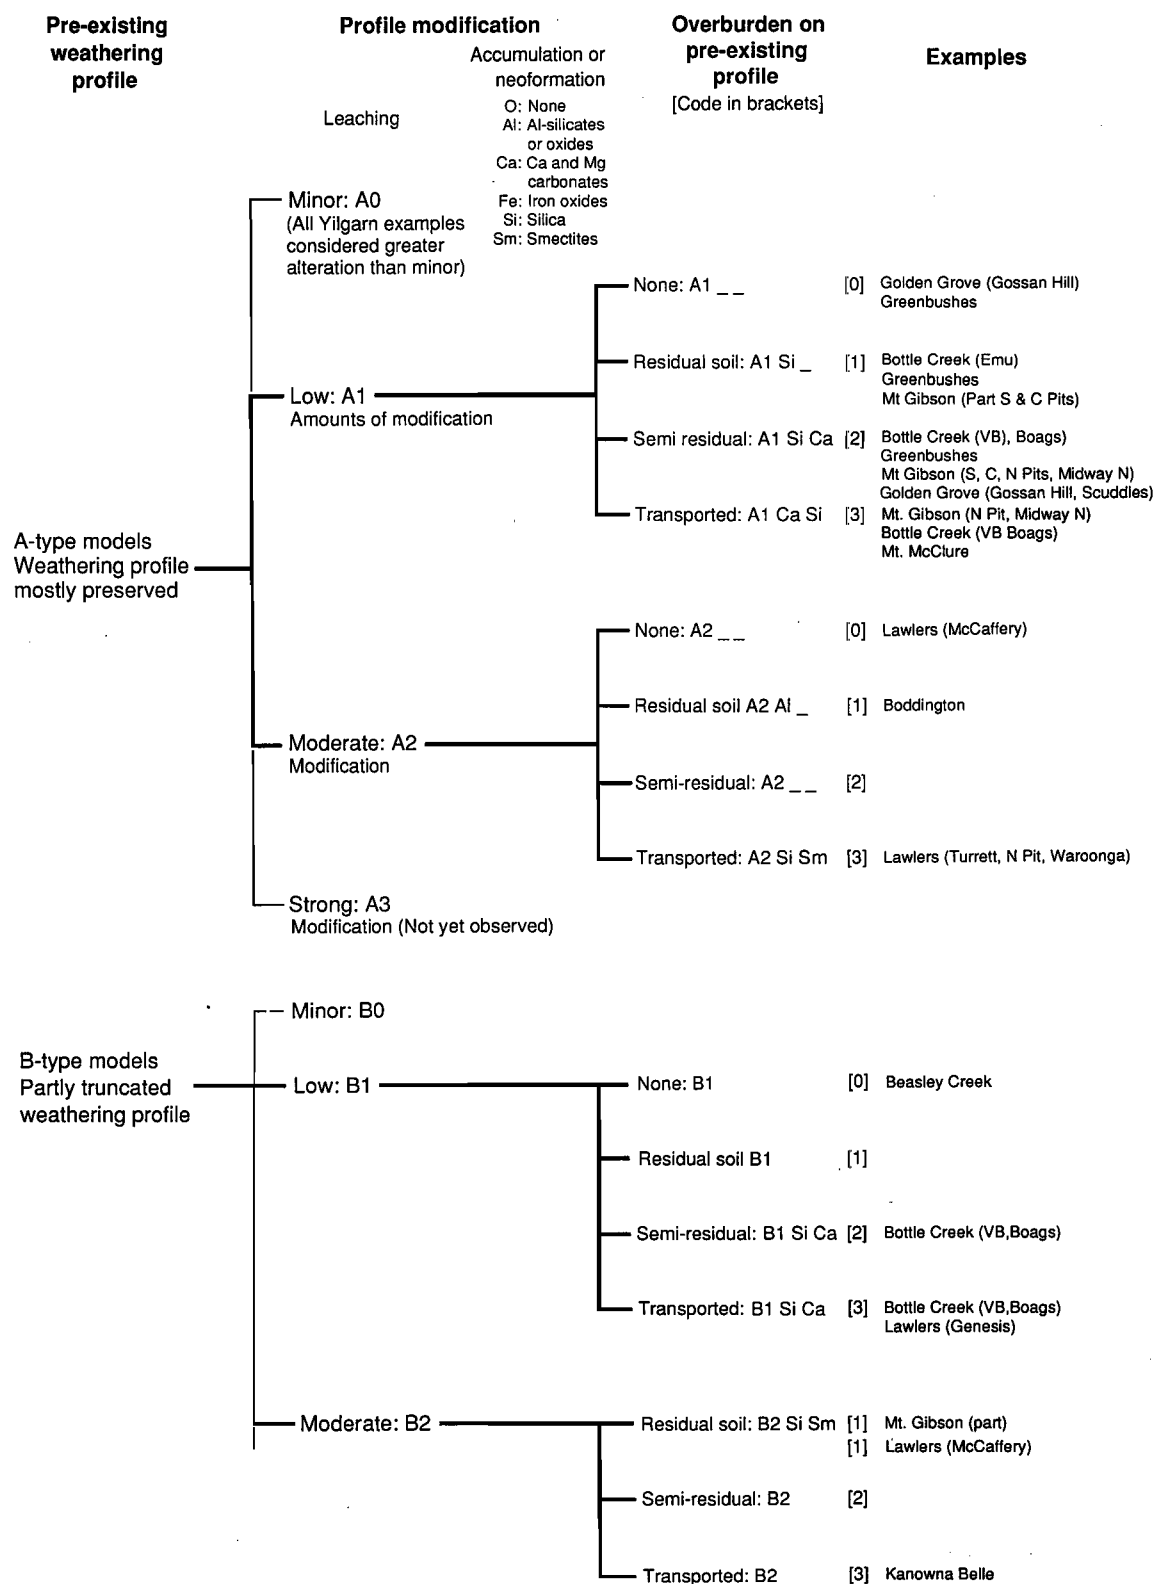 Pre-existing
weathering
profile
Profile modification
Accumulation or
neoformation
O: None
Al: Al-silicates
or oxides
Ca: Ca and Mg
carbonates
Fe: Iron oxides
Si: Silica
Sm: Smectites
Leaching
Overburden on
pre-existing
profile
[Code in brackets]
Examples
Minor: A0
(All Yilgarn examples
considered greater
alteration than minor)
None: A1 _ _ [0] Golden Grove (Gossan Hill)
Greenbushes
Residual soil: A1 Si _ [1] Bottle Creek (Emu)
Greenbushes
Mt Gibson (Part S & C Pits)
Low: A1
Amounts of modification
Semi residual: A1 Si Ca [2] Bottle Creek (VB), Boags)
Greenbushes
Mt Gibson (S, C, N Pits, Midway N)
Golden Grove (Gossan Hill, Scuddles)
Transported: A1 Ca Si [3] Mt. Gibson (N Pit, Midway N)
Bottle Creek (VB Boags)
Mt. McClure
A-type models
Weathering profile
mostly preserved
None: A2 _ _ [0] Lawlers (McCaffery)
Residual soil A2 Al _ [1] Boddington
Moderate: A2
Modification
Semi-residual: A2 _ _ [2]
Transported: A2 Si Sm [3] Lawlers (Turrett, N Pit, Waroonga)
Strong: A3
Modification (Not yet observed)
Minor: B0
B-type models
Partly truncated
weathering profile
Low: B1
None: B1 [0] Beasley Creek
Residual soil B1 [1]
Semi-residual: B1 Si Ca [2] Bottle Creek (VB,Boags)
Transported: B1 Si Ca [3] Bottle Creek (VB,Boags)
Lawlers (Genesis)
Moderate: B2
Residual soil: B2 Si Sm [1] Mt. Gibson (part)
[1] Lawlers (McCaffery)
Semi-residual: B2 [2]
Transported: B2 [3] Kanowna Belle